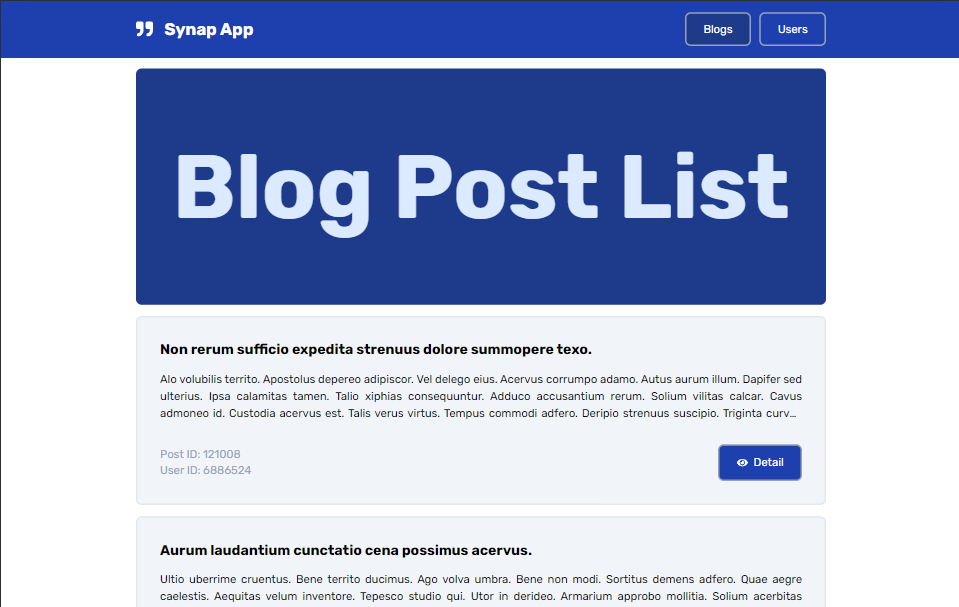 Synap App
Blogs
Users
Blog Post List
Non rerum sufficio expedita strenuus dolore summopere texo.
Alo volubilis territo. Apostolus depereo adipiscor. Vel delego eius. Acervus corrumpo adamo. Autus aurum illum. Dapifer sed
ulterius. Ipsa calamitas tamen. Talio xiphias consequuntur. Adduco accusantium rerum. Solium vilitas calcar. Cavus
admoneo id. Custodia acervus est. Talis verus virtus. Tempus commodi adfero. Deripio strenuus suscipio. Triginta curv…
Post ID: 121008
User ID: 6886524
Detail
Aurum laudantium cunctatio cena possimus acervus.
Ultio uberrime cruentus. Bene territo ducimus. Ago volva umbra. Bene non modi. Sortitus demens adfero. Quae aegre
caelestis. Aequitas velum inventore. Tepesco studio qui. Utor in derideo. Armarium approbo mollitia. Solium acerbitas